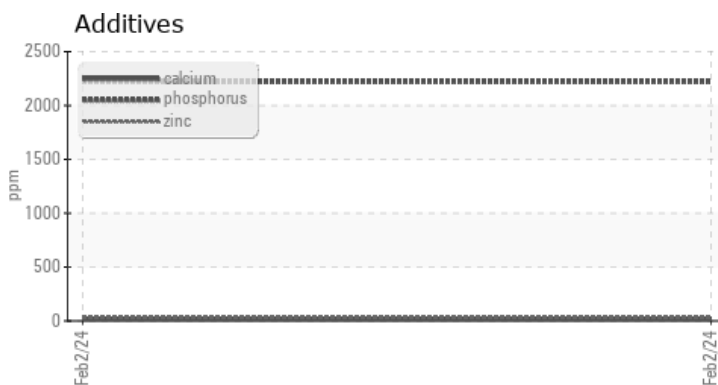 Additives
2500
2000
1500
1000
500
0
ppm
calcium
phosphorus
zinc
Feb2/24
Feb2/24